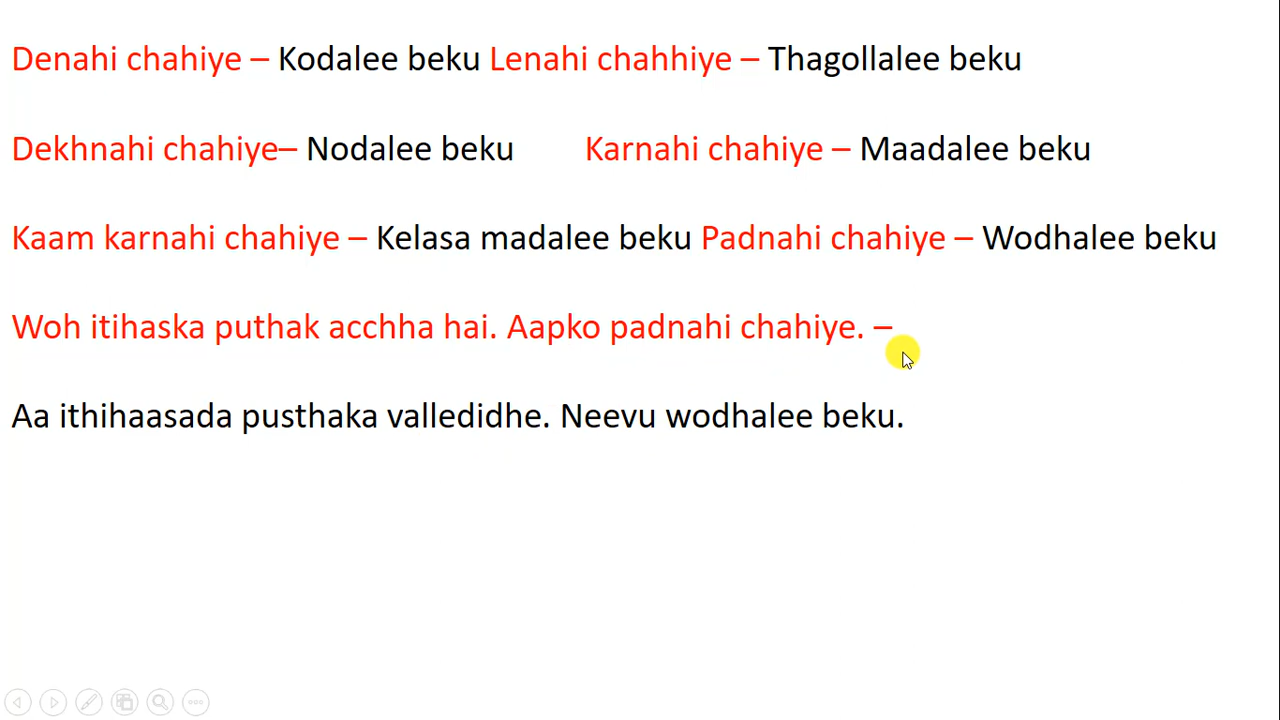 Denahi chahiye – Kodalee beku Lenahi chahhiye – Thagollalee beku
Dekhnahi chahiye– Nodalee beku Karnahi chahiye – Maadalee beku
Kaam karnahi chahiye – Kelasa madalee beku Padnahi chahiye – Wodhalee beku
Woh itihaska puthak acchha hai. Aapko padnahi chahiye. –
Aa ithihaasada pusthaka valledidhe. Neevu wodhalee beku.